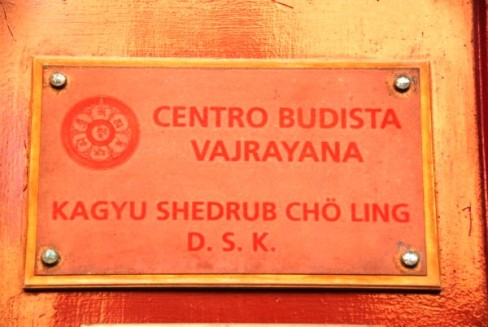 CENTRO BUDISTA
VAJRAYANA
KAGYU SHEDRUB CHÖ LING
D. S. K.